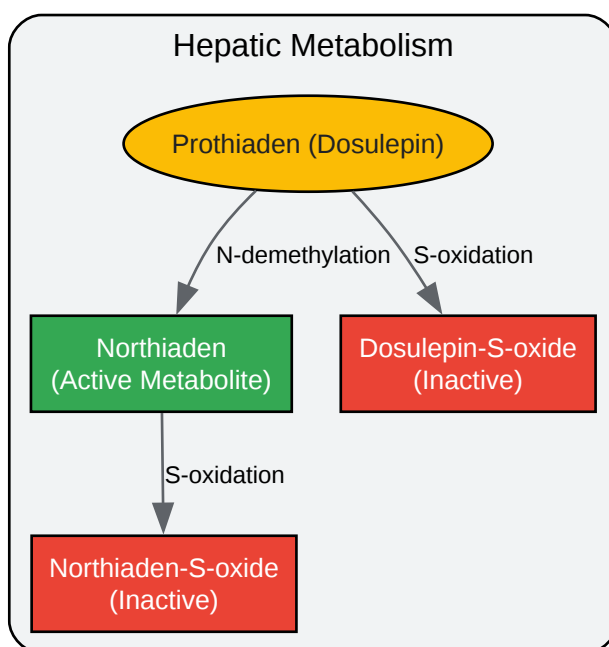 Hepatic Metabolism
Prothiaden (Dosulepin)
N-demethylation
S-oxidation
Northiaden
(Active Metabolite)
Dosulepin-S-oxide
(Inactive)
S-oxidation
Northiaden-S-oxide
(Inactive)